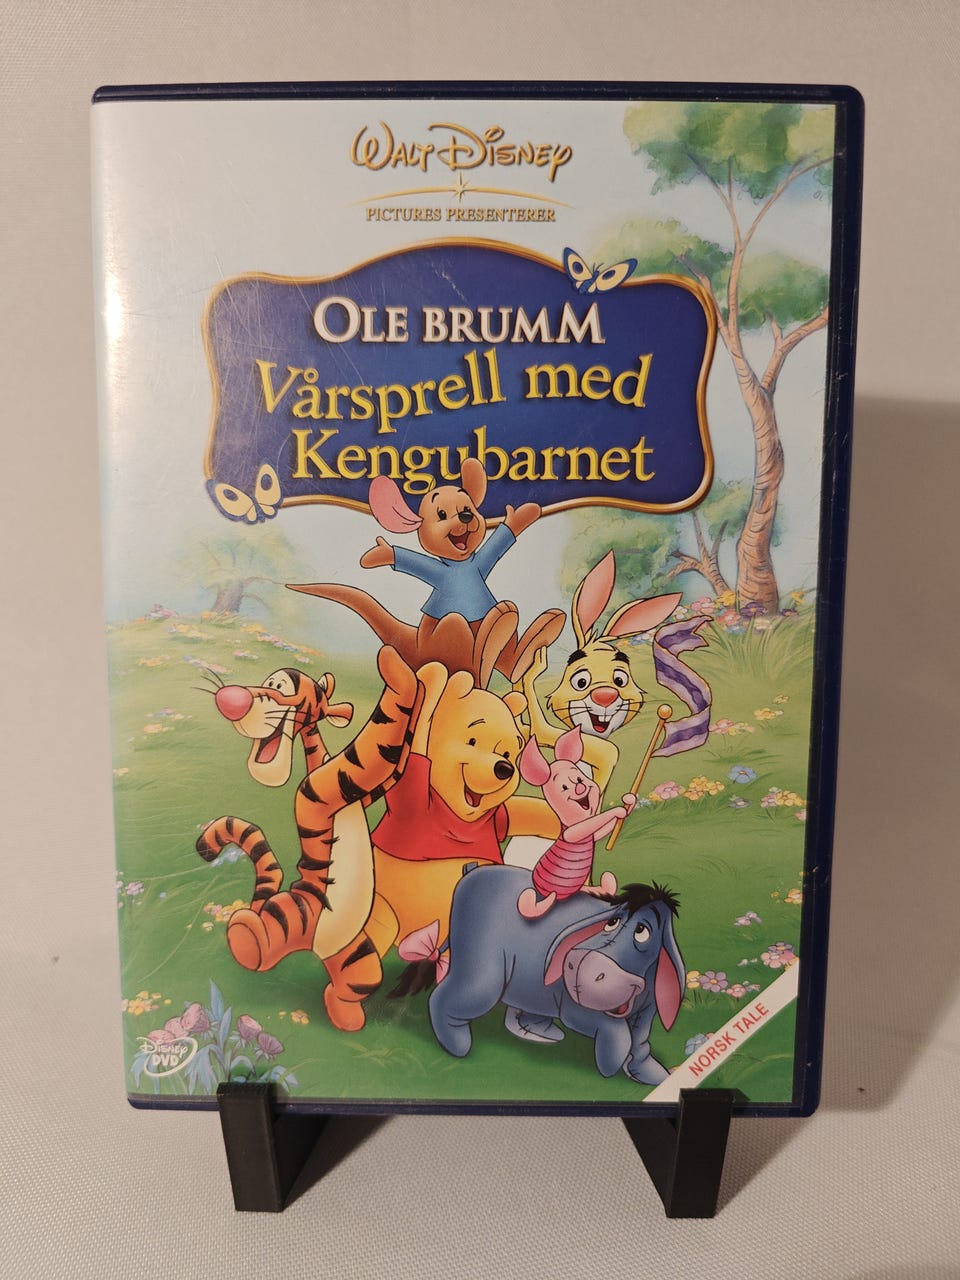 WALT DISNEY
PICTURES PRESENTERER
OLE BRUMM
Vårsprell med
Kengubarnet
DISNEY
DVD
NORSK TALE